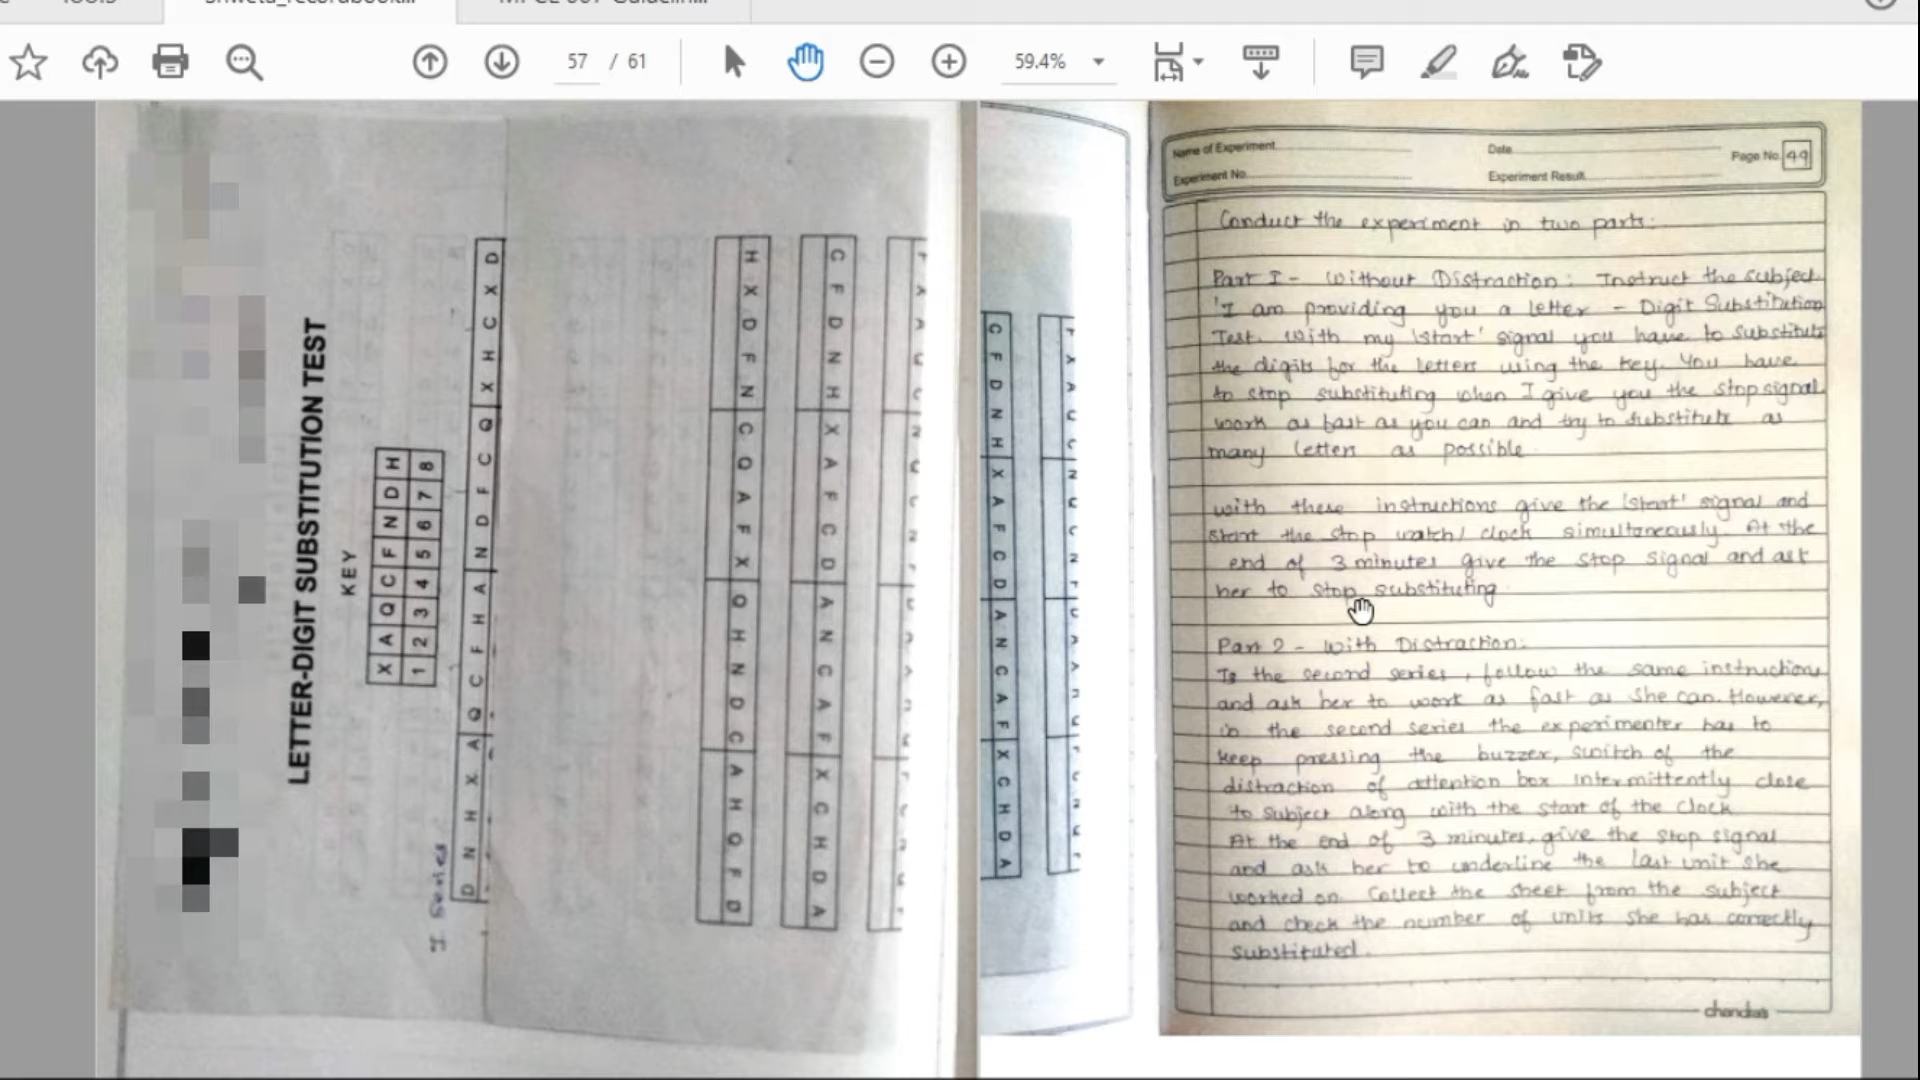 57 / 61
59.4%
LETTER-DIGIT SUBSTITUTION TEST
KEY
X A Q C F N D H
1 2 3 4 5 6 7 8
I Series
D N H X A Q C F H A N D F C Q X H C X D
H X D F N C Q A F X Q H N D C A H Q F D
C F D N H X A F C D A N C A F X C H D A
C F D N H X A F C D A N C A F X C H D A
Name of Experiment
Date
Page No. 49
Experiment No.
Experiment Result
Conduct the experiment in two parts:
Part I - Without Distraction: Instruct the subject
'I am providing you a letter - Digit Substitution
Test. With my 'start' signal you have to substitute
the digits for the letters using the key. You have
to stop substituting when I give you the stop signal
work as fast as you can and try to substitute as
many letters as possible
with these instructions give the 'start' signal and
start the stop watch/ clock simultaneously. At the
end of 3 minutes give the stop signal and ask
her to stop substituting
Part 2 - With Distraction:
To the second series, follow the same instructions
and ask her to work as fast as she can. However,
in the second series the experimenter has to
keep pressing the buzzer, switch of the
distraction of attention box intermittently close
to subject along with the start of the clock
At the end of 3 minutes, give the stop signal
and ask her to underline the last unit she
worked on. Collect the sheet from the subject
and check the number of units she has correctly
substituted.
chandra's